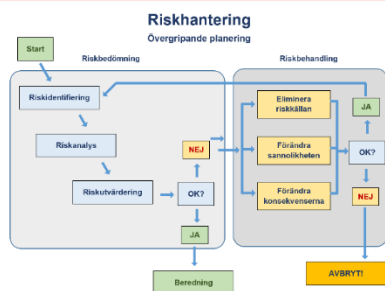 Riskhantering
Övergripande planering
Start
Riskbedömning
Riskbehandling
Riskidentifiering
Eliminera
riskkällan
JA
Riskanalys
NEJ
Förändra
sannolikheten
OK?
Riskutvärdering
OK?
Förändra
konsekvenserna
NEJ
JA
Beredning
AVBRYT!